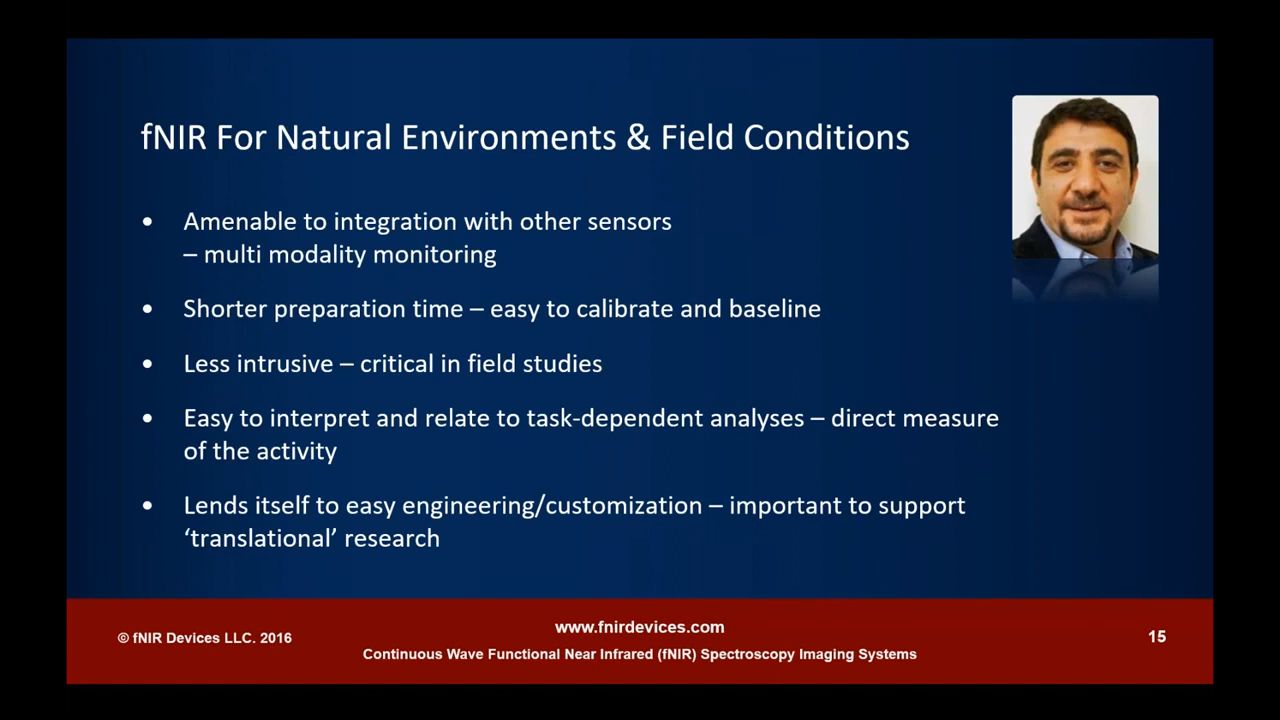 fNIR For Natural Environments & Field Conditions
• Amenable to integration with other sensors
– multi modality monitoring
• Shorter preparation time – easy to calibrate and baseline
• Less intrusive – critical in field studies
• Easy to interpret and relate to task-dependent analyses – direct measure
of the activity
• Lends itself to easy engineering/customization – important to support
‘translational’ research
© fNIR Devices LLC. 2016
www.fnirdevices.com
Continuous Wave Functional Near Infrared (fNIR) Spectroscopy Imaging Systems
15